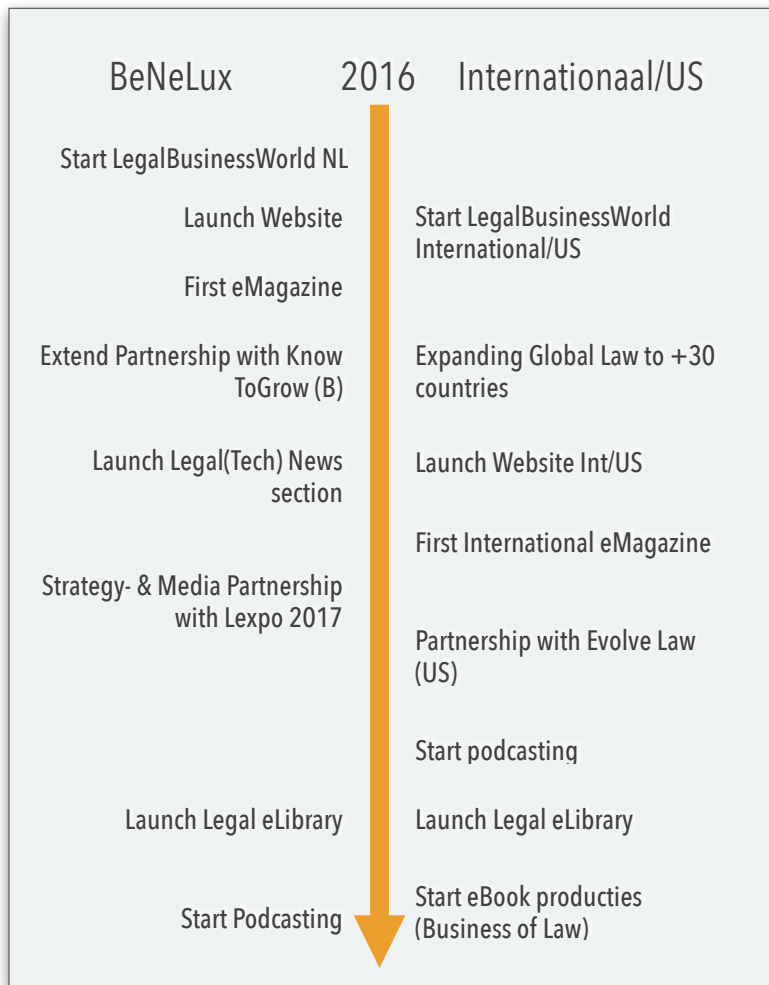 BeNeLux 2016 Internationaal/US
Start LegalBusinessWorld NL
Launch Website
Start LegalBusinessWorld
International/US
First eMagazine
Extend Partnership with Know
ToGrow (B)
Expanding Global Law to +30
countries
Launch Legal(Tech) News
section
Launch Website Int/US
First International eMagazine
Strategy- & Media Partnership
with Lexpo 2017
Partnership with Evolve Law
(US)
Start podcasting
Launch Legal eLibrary
Launch Legal eLibrary
Start Podcasting
Start eBook producties
(Business of Law)